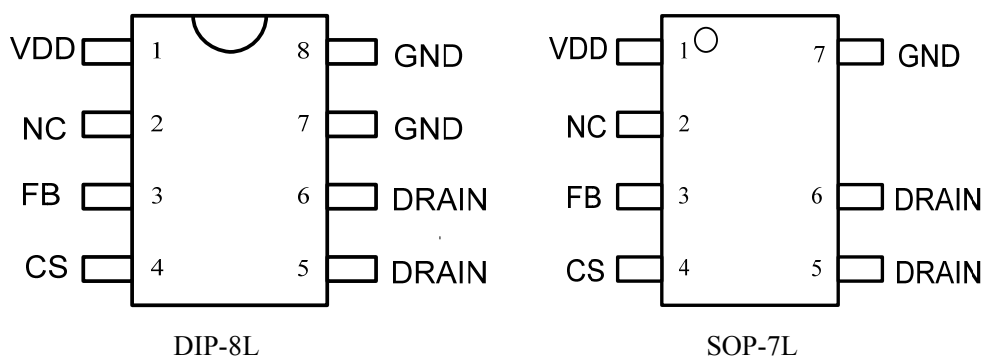 VDD 1 8 GND
NC 2 7 GND
FB 3 6 DRAIN
CS 4 5 DRAIN
DIP-8L
VDD 1 7 GND
NC 2
FB 3 6 DRAIN
CS 4 5 DRAIN
SOP-7L